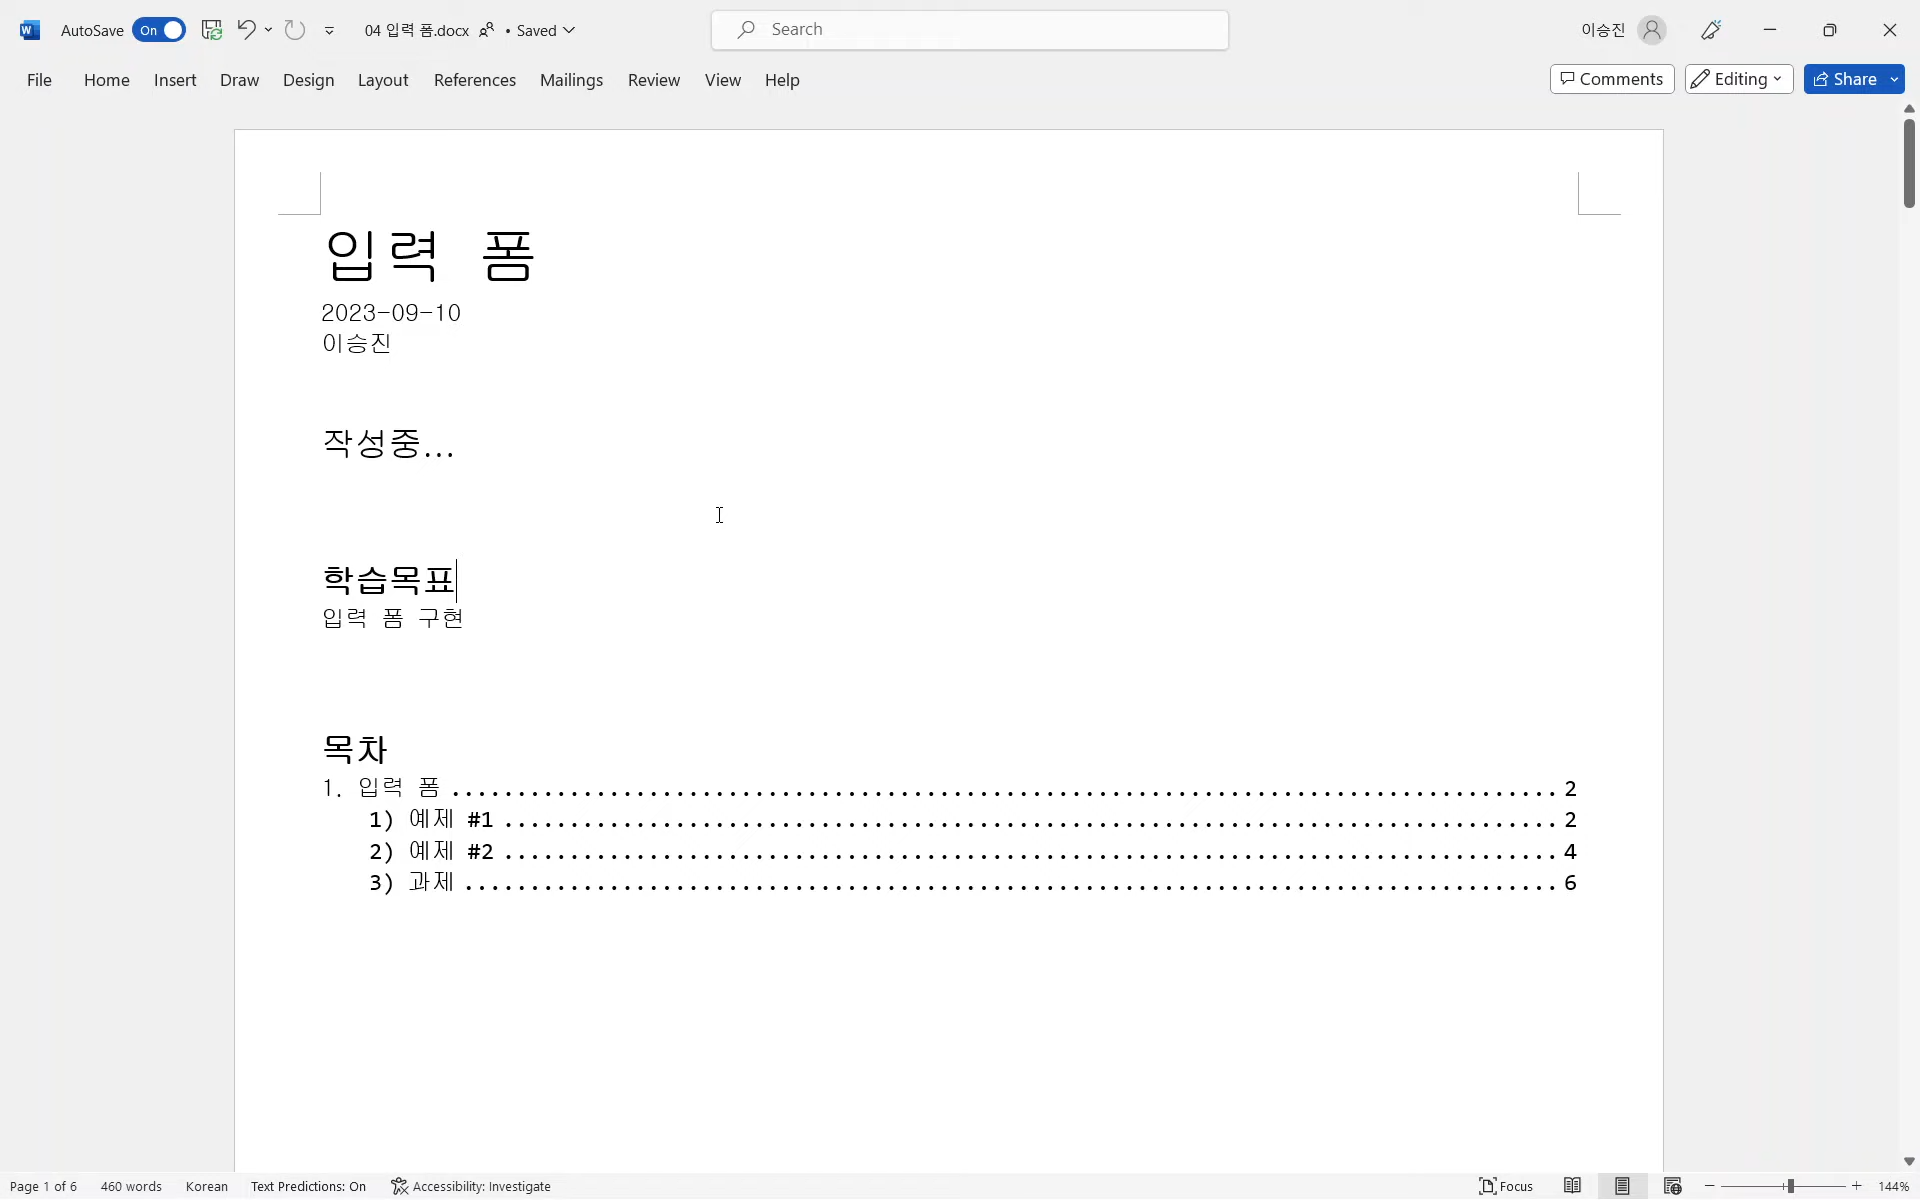 AutoSave On 04 입력 폼.docx • Saved Search 이승진
File Home Insert Draw Design Layout References Mailings Review View Help Comments Editing Share
입력 폼
2023-09-10
이승진
작성중...
학습목표
입력 폼 구현
목차
1. 입력 폼 ........................................................................................ 2
1) 예제 #1 .................................................................................... 2
2) 예제 #2 .................................................................................... 4
3) 과제 ....................................................................................... 6
Page 1 of 6 460 words Korean Text Predictions: On Accessibility: Investigate Focus 144%